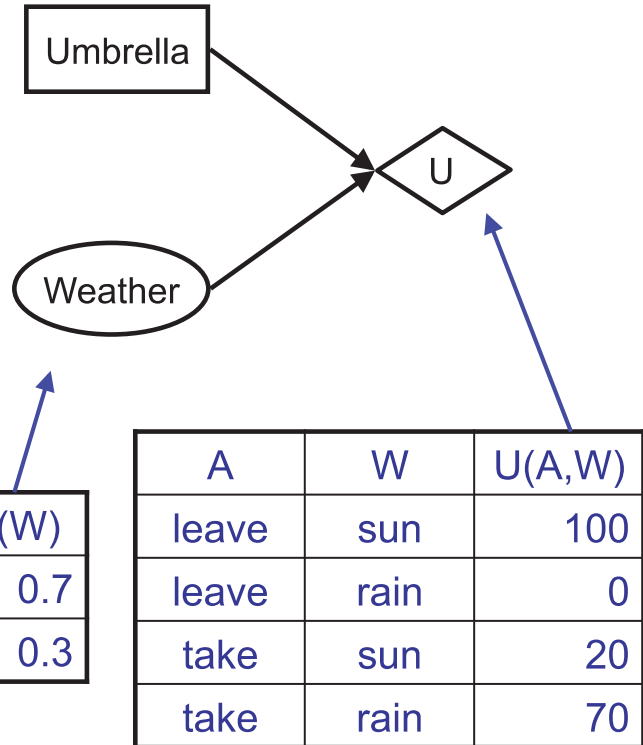 Umbrella
U
Weather
A W U(A,W)
leave sun 100
leave rain 0
take sun 20
take rain 70
(W)
0.7
0.3